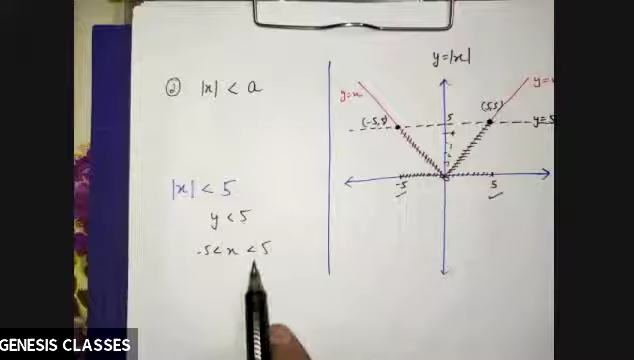 ② |x| < a
|x| < 5
y < 5
-5 < x < 5
y=|x|
y=x
(-5,5)
(5,5)
y=5
5
-5
5
GENESIS CLASSES